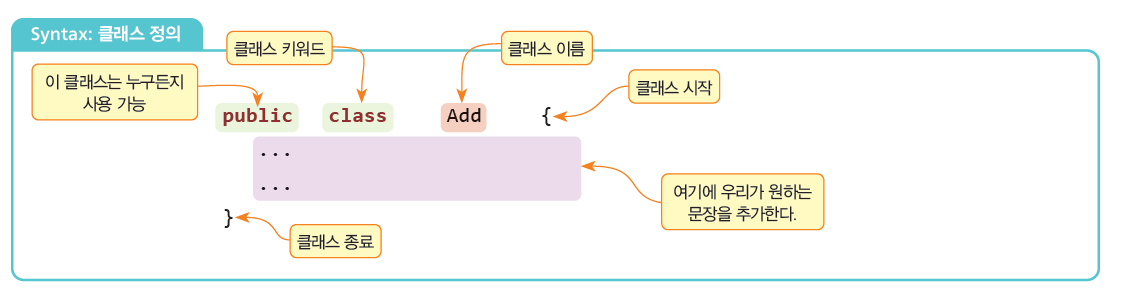 Syntax: 클래스 정의
클래스 키워드
클래스 이름
이 클래스는 누구든지
사용 가능
클래스 시작
public class Add {
...
...
여기에 우리가 원하는
문장을 추가한다.
}
클래스 종료